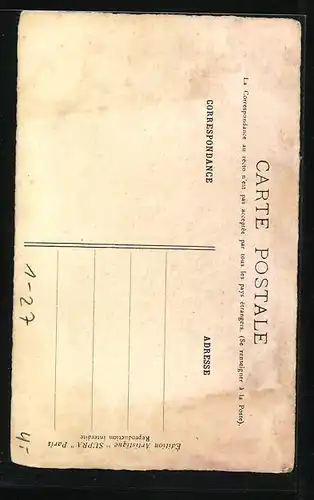 CARTE POSTALE
La Correspondance au recto n'est pas acceptée par tous les pays étrangers. (Se renseigner à la Poste).
CORRESPONDANCE
ADRESSE
Edition Artistique "SUPRA" Paris
Reproduction interdite
1-27
4,-